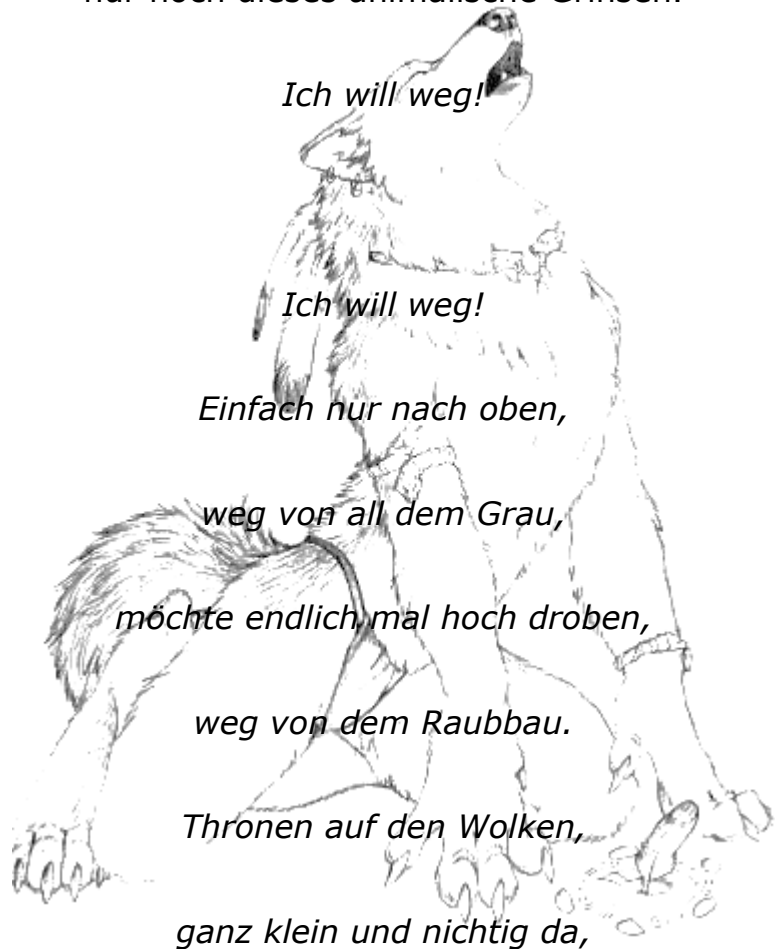 nur noch dieses animalische Grinsen.
Ich will weg!
Ich will weg!
Einfach nur nach oben,
weg von all dem Grau,
möchte endlich mal hoch droben,
weg von dem Raubbau.
Thronen auf den Wolken,
ganz klein und nichtig da,